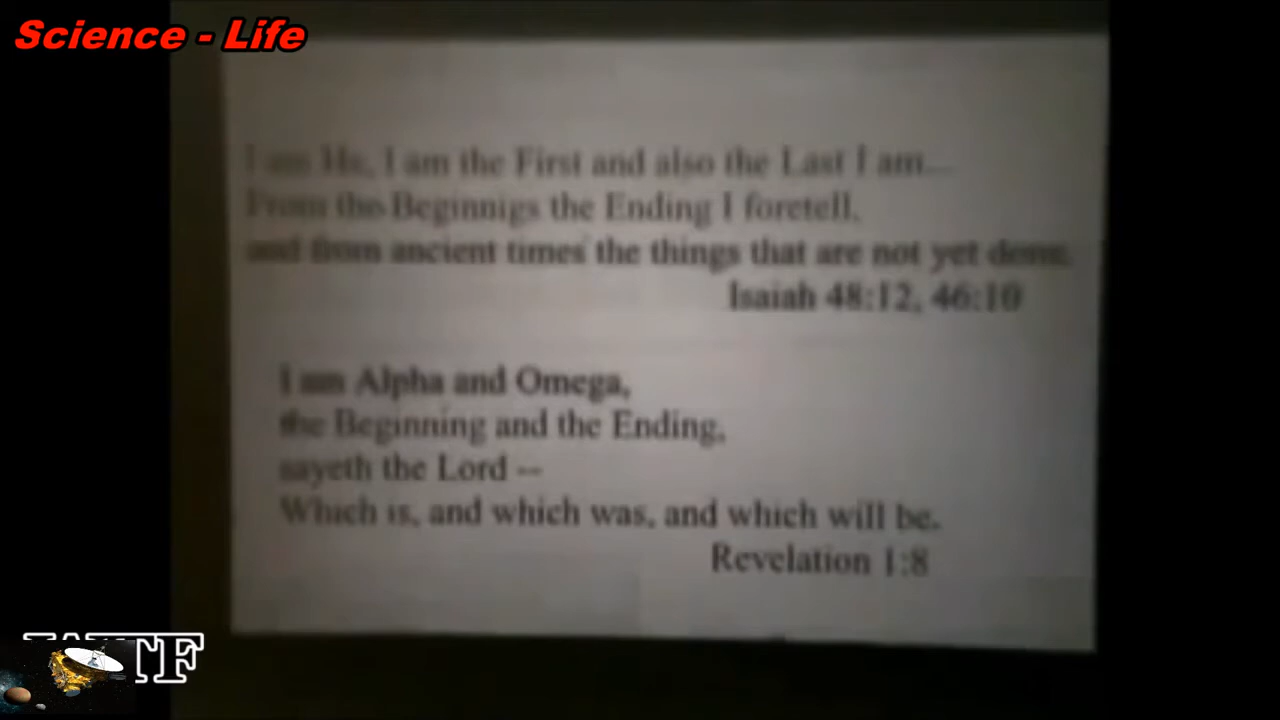 Science - Life
I am He, I am the First and also the Last I am...
From the Beginnigs the Ending I foretell,
and from ancient times the things that are not yet done.
Isaiah 48:12, 46:10
I am Alpha and Omega,
the Beginning and the Ending,
sayeth the Lord --
Which is, and which was, and which will be.
Revelation 1:8
TF